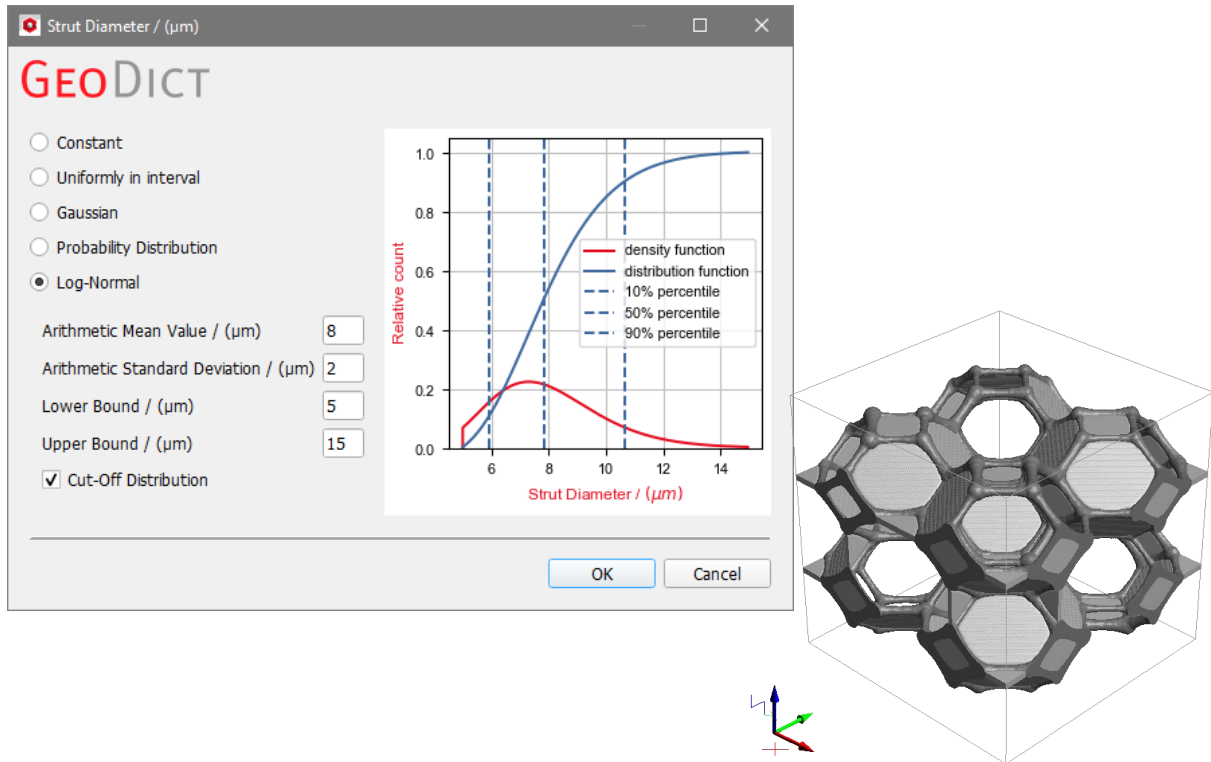 Strut Diameter / (µm)
GEODICT
Constant
Uniformly in interval
Gaussian
Probability Distribution
Log-Normal
Arithmetic Mean Value / (µm) 8
Arithmetic Standard Deviation / (µm) 2
Lower Bound / (µm) 5
Upper Bound / (µm) 15
Cut-Off Distribution
Relative count
1.0
0.8
0.6
0.4
0.2
0.0
density function
distribution function
10% percentile
50% percentile
90% percentile
6 8 10 12 14
Strut Diameter / (µm)
OK Cancel